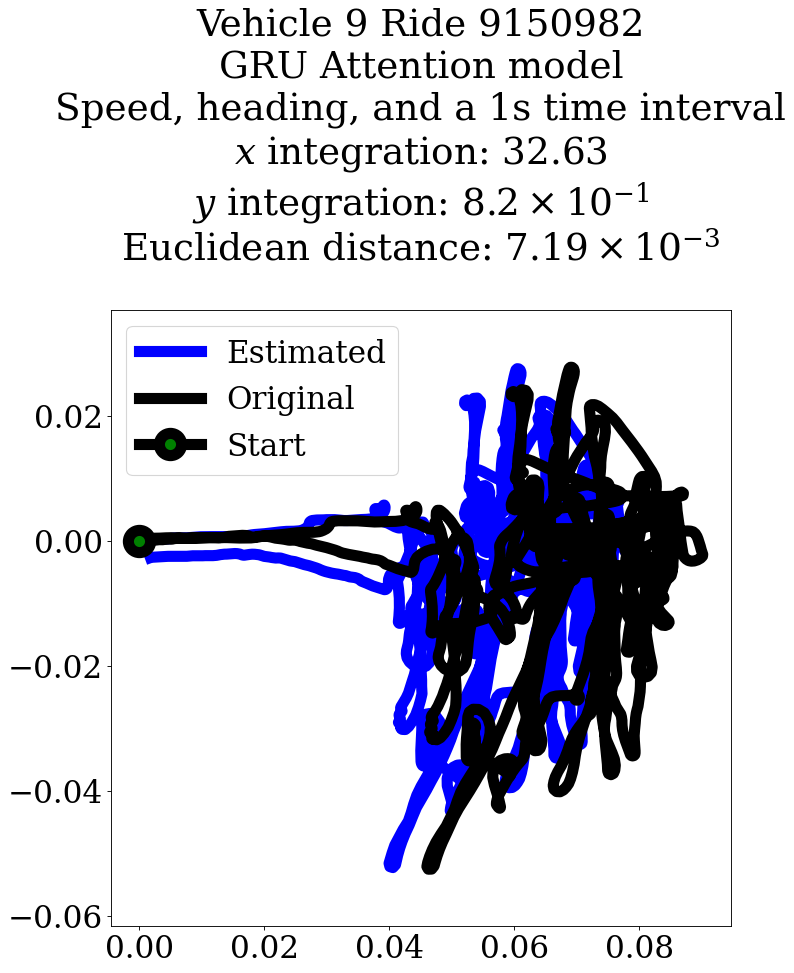 Vehicle 9 Ride 9150982
GRU Attention model
Speed, heading, and a 1s time interval
x integration: 32.63
y integration: 8.2 × 10⁻¹
Euclidean distance: 7.19 × 10⁻³
Estimated
Original
Start
0.02
0.00
−0.02
−0.04
−0.06
0.00 0.02 0.04 0.06 0.08